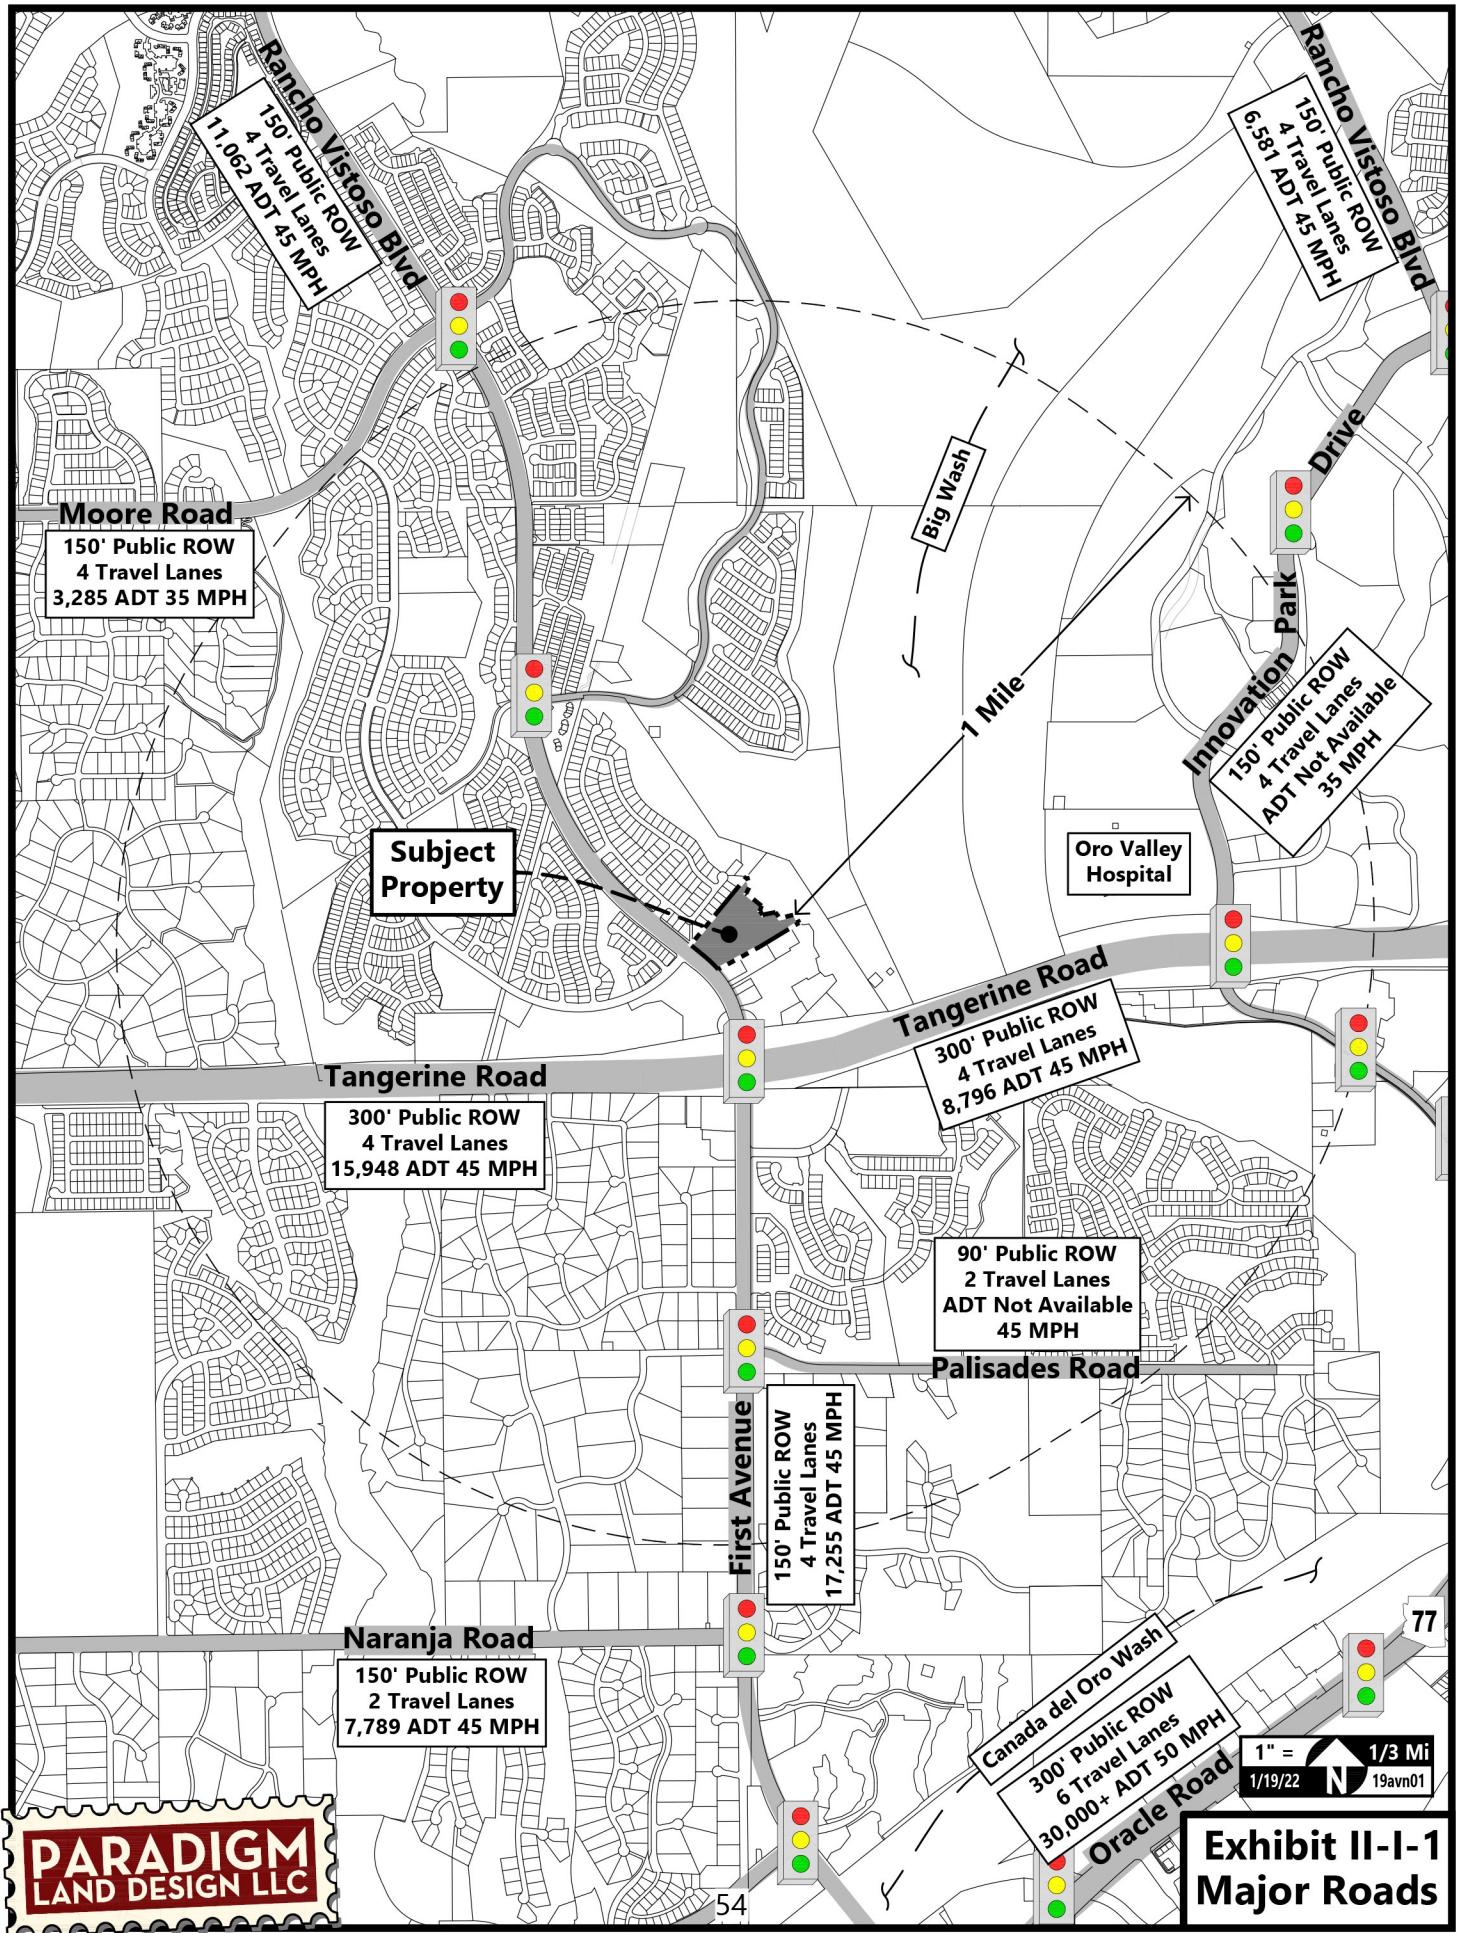 Rancho Vistoso Blvd
150' Public ROW
4 Travel Lanes
11,062 ADT 45 MPH
Rancho Vistoso Blvd
150' Public ROW
4 Travel Lanes
6.581 ADT 45 MPH
Moore Road
150' Public ROW
4 Travel Lanes
3,285 ADT 35 MPH
Big Wash
1 Mile
Innovation Park Drive
150' Public ROW
4 Travel Lanes
ADT Not Available
35 MPH
Subject
Property
Oro Valley
Hospital
Tangerine Road
300' Public ROW
4 Travel Lanes
8,796 ADT 45 MPH
Tangerine Road
300' Public ROW
4 Travel Lanes
15,948 ADT 45 MPH
90' Public ROW
2 Travel Lanes
ADT Not Available
45 MPH
Palisades Road
First Avenue
150' Public ROW
4 Travel Lanes
17,255 ADT 45 MPH
Naranja Road
150' Public ROW
2 Travel Lanes
7,789 ADT 45 MPH
Canada del Oro Wash
77
300' Public ROW
6 Travel Lanes
30,000+ ADT 50 MPH
Oracle Road
1" = 1/3 Mi
1/19/22 N 19avn01
PARADIGM
LAND DESIGN LLC
54
Exhibit II-I-1
Major Roads